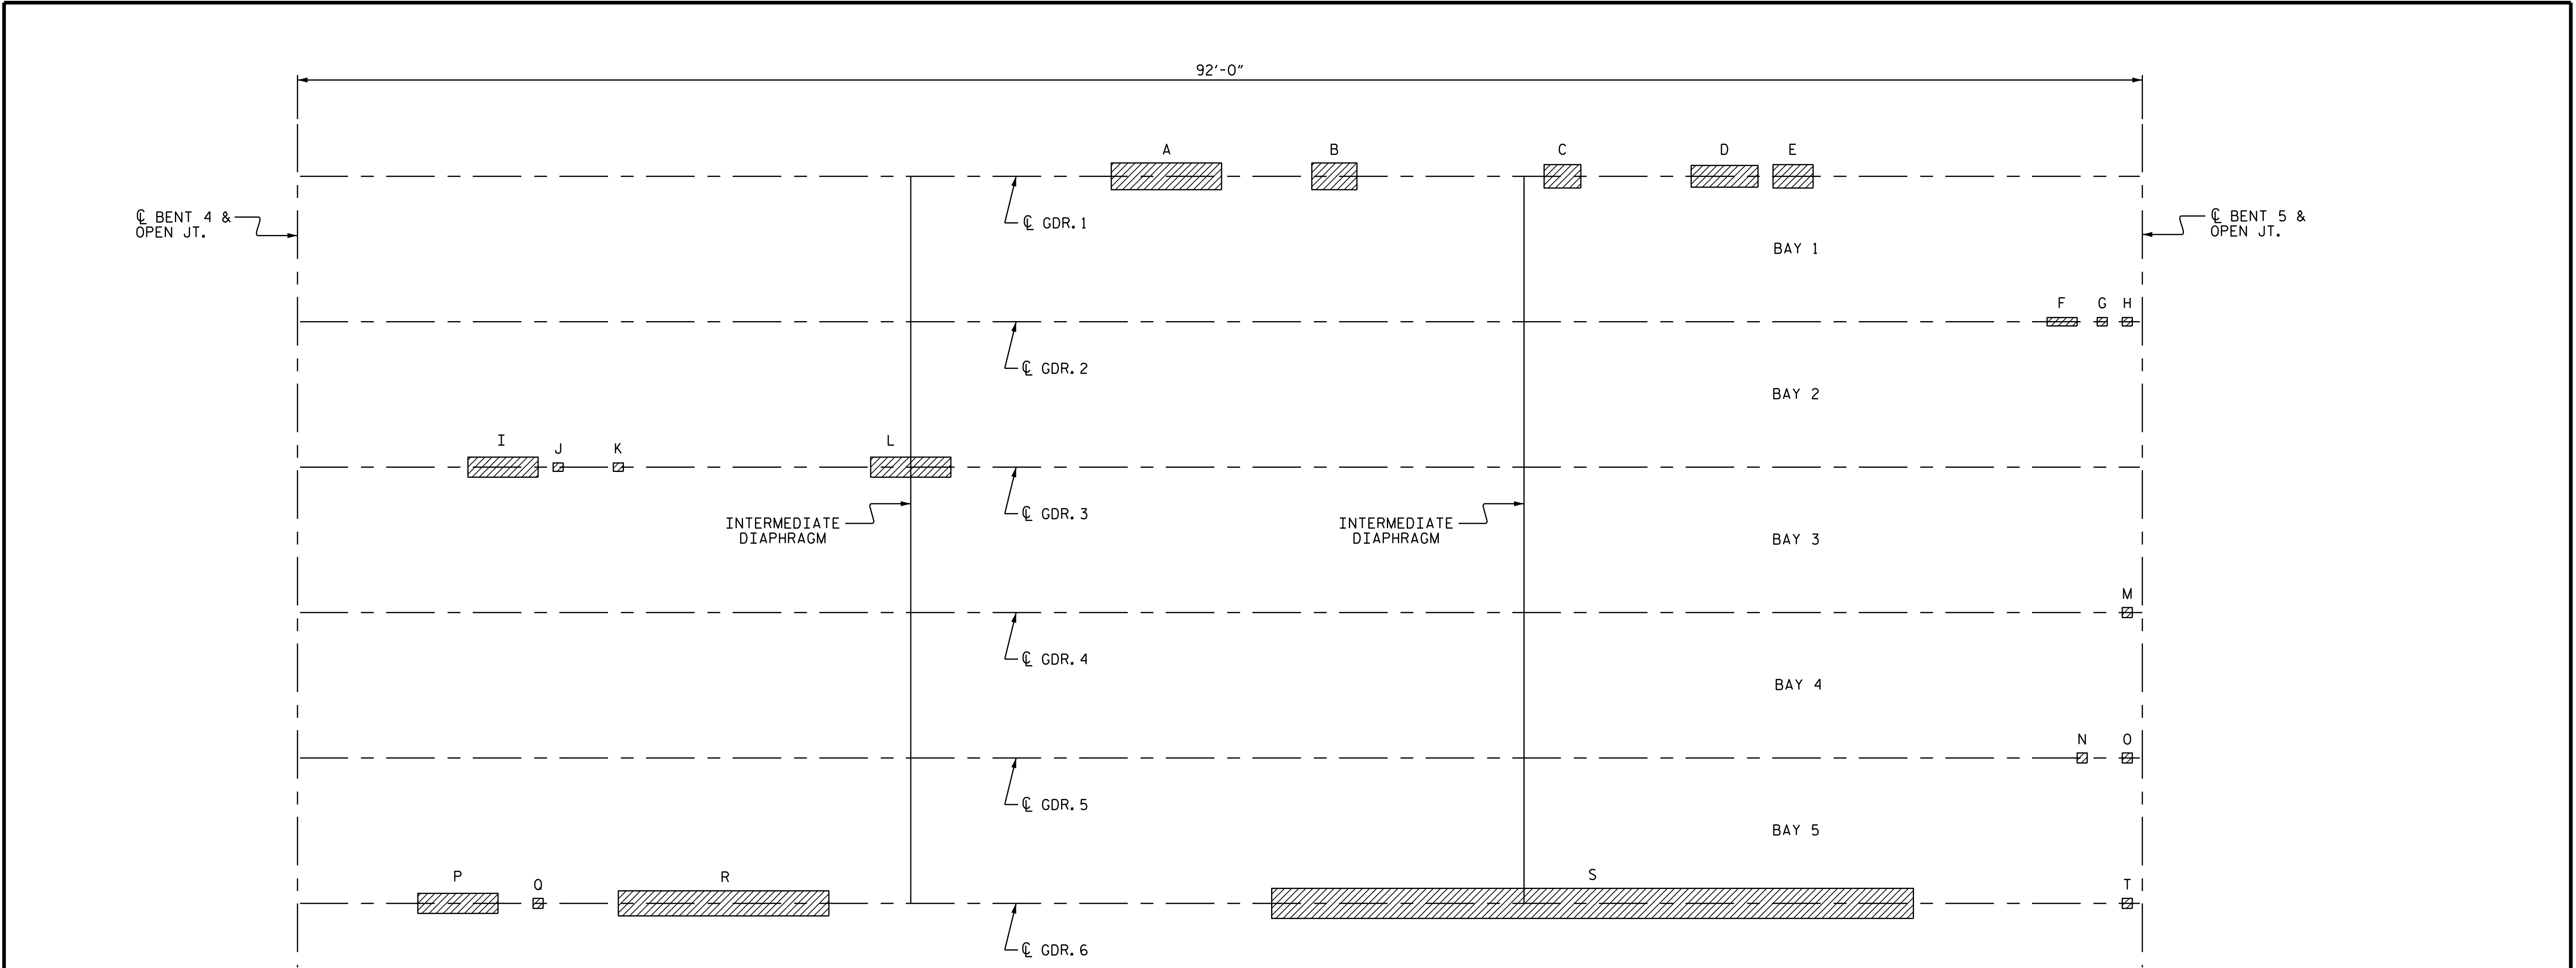 92'-0"
A B C D E
℄ BENT 4 &
OPEN JT.
℄ GDR. 1
℄ BENT 5 &
OPEN JT.
BAY 1
F G H
℄ GDR. 2
BAY 2
I J K L
INTERMEDIATE
DIAPHRAGM
℄ GDR. 3
INTERMEDIATE
DIAPHRAGM
BAY 3
M
℄ GDR. 4
BAY 4
N O
℄ GDR. 5
BAY 5
P Q R S T
℄ GDR. 6